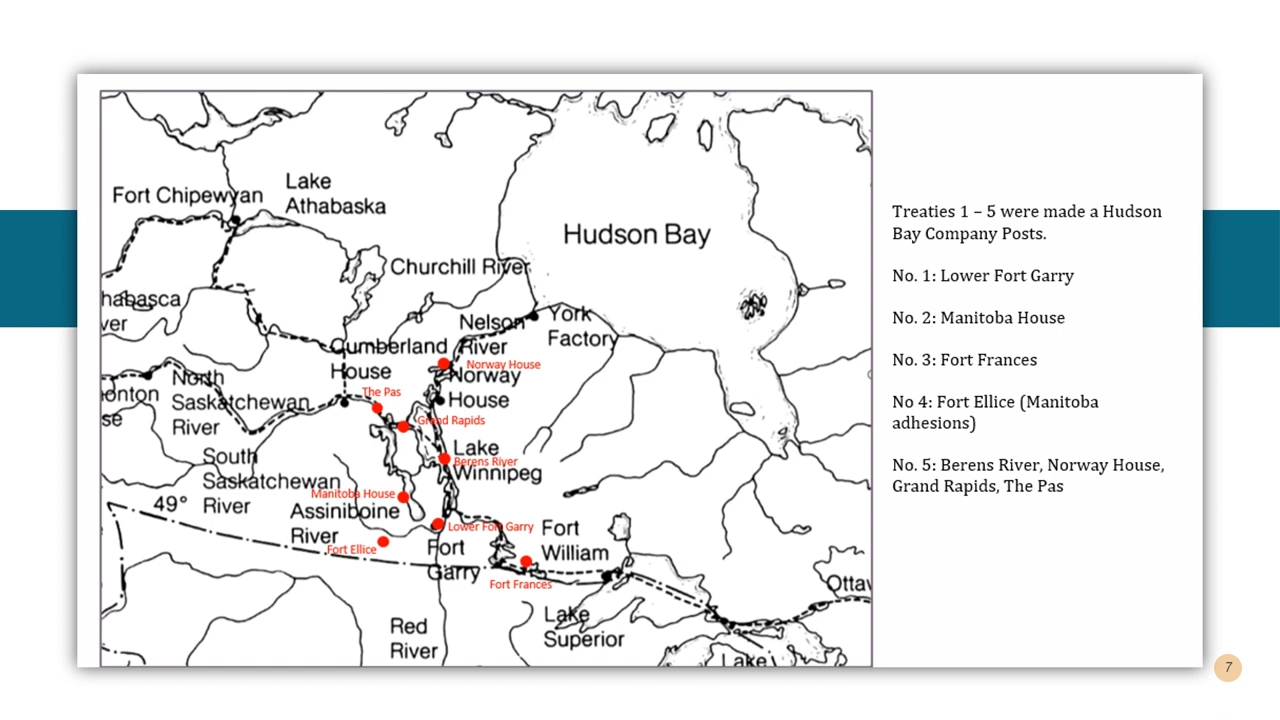 Fort Chipewyan
Lake
Athabaska
Hudson Bay
Churchill River
habasca
ver
Nelson
River
York
Factory
Cumberland
House
Norway House
Norway
House
The Pas
onton
se
North
Saskatchewan
River
Grand Rapids
Lake
Winnipeg
Berens River
South
Saskatchewan
River
49°
Manitoba House
Assiniboine
River
Lower Fort Garry
Fort Ellice
Fort
Garry
Fort
William
Fort Frances
Ottav
Lake
Superior
Red
River
Lake
Treaties 1 – 5 were made a Hudson
Bay Company Posts.
No. 1: Lower Fort Garry
No. 2: Manitoba House
No. 3: Fort Frances
No 4: Fort Ellice (Manitoba
adhesions)
No. 5: Berens River, Norway House,
Grand Rapids, The Pas
7